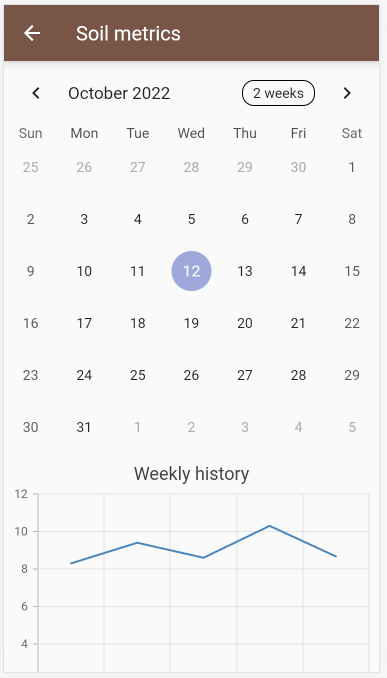 Soil metrics
October 2022 2 weeks
Sun Mon Tue Wed Thu Fri Sat
25 26 27 28 29 30 1
2 3 4 5 6 7 8
9 10 11 12 13 14 15
16 17 18 19 20 21 22
23 24 25 26 27 28 29
30 31 1 2 3 4 5
Weekly history
12
10
8
6
4